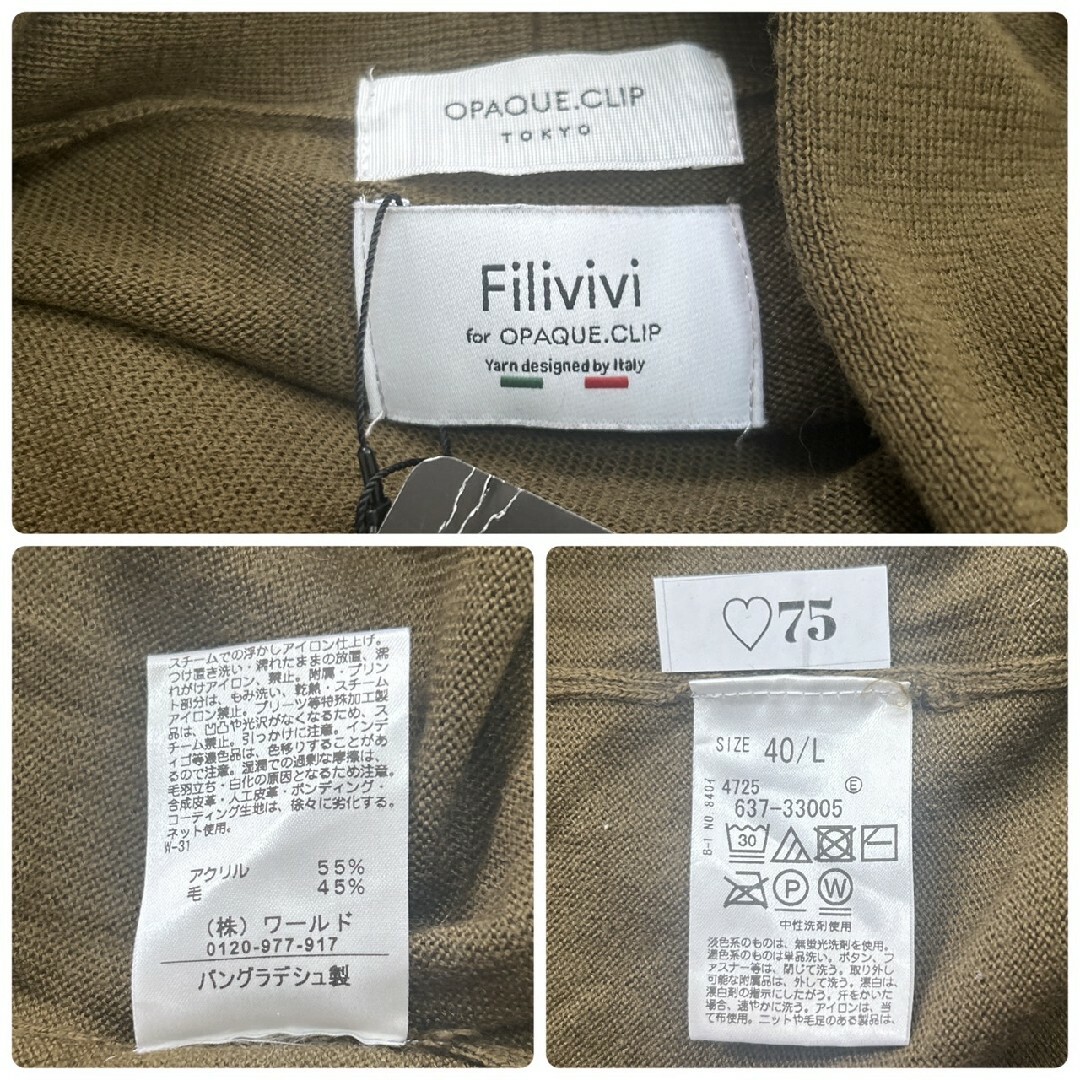 OPAQUE.CLIP
TOKYO
Filivivi
for OPAQUE.CLIP
Yarn designed by Italy
スチームでの浮かしアイロン仕上げ。
つけ置き洗い・濡れたままの放置、濡
れがけアイロン、禁止。附属・プリン
ト部分は、もみ洗い、乾熱・スチーム
アイロン禁止。プリーツ等特殊加工製
品は、凹凸や光沢がなくなるため、ス
チーム禁止。引っかけに注意。インデ
ィゴ等濃色品は、色移りすることがあ
るので注意。湿潤での過剰な摩擦は、
毛羽立ち・白化の原因となるため注意。
合成皮革・人工皮革・ボンディング・
コーティング生地は、徐々に劣化する。
ネット使用。
W-31
アクリル 55%
毛 45%
(株) ワールド
0120-977-917
バングラデシュ製
♡75
SIZE 40/L
4725 E
637-33005
B-I NO.8401
30
P W
中性洗剤使用
淡色系のものは、無蛍光洗剤を使用。
濃色系のものは単品洗い。ボタン、フ
ァスナー等は、閉じて洗う。取り外し
可能な附属品は、外して洗う。漂白は、
漂白剤の指示にしたがう。汗をかいた
場合、速やかに洗う。アイロンは、当
て布使用。ニットや毛足のある製品は、